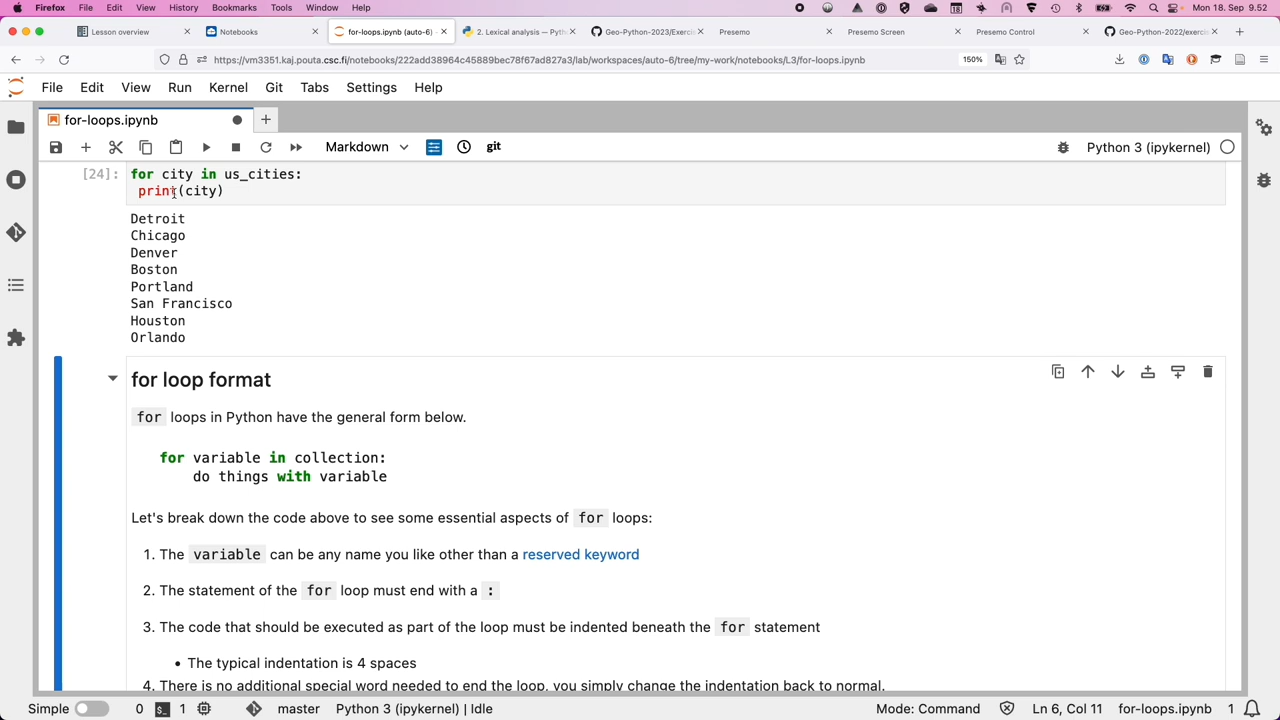 Firefox File Edit View History Bookmarks Tools Window Help Mon 18. Sep 9.52
Lesson overview Notebooks for-loops.ipynb (auto-6) - 2. Lexical analysis — Pyth Geo-Python-2023/Exerci Presemo Presemo Screen Presemo Control Geo-Python-2022/exercis
https://vm3351.kaj.pouta.csc.fi/notebooks/222add38964c45889bec78f67ad827a3/lab/workspaces/auto-6/tree/my-work/notebooks/L3/for-loops.ipynb 150%
File Edit View Run Kernel Git Tabs Settings Help
for-loops.ipynb
Markdown git Python 3 (ipykernel)
[24]: for city in us_cities:
print(city)
Detroit
Chicago
Denver
Boston
Portland
San Francisco
Houston
Orlando
for loop format
for loops in Python have the general form below.
for variable in collection:
do things with variable
Let's break down the code above to see some essential aspects of for loops:
1. The variable can be any name you like other than a reserved keyword
2. The statement of the for loop must end with a :
3. The code that should be executed as part of the loop must be indented beneath the for statement
• The typical indentation is 4 spaces
4. There is no additional special word needed to end the loop, you simply change the indentation back to normal.
Simple 0 1 master Python 3 (ipykernel) | Idle Mode: Command Ln 6, Col 11 for-loops.ipynb 1